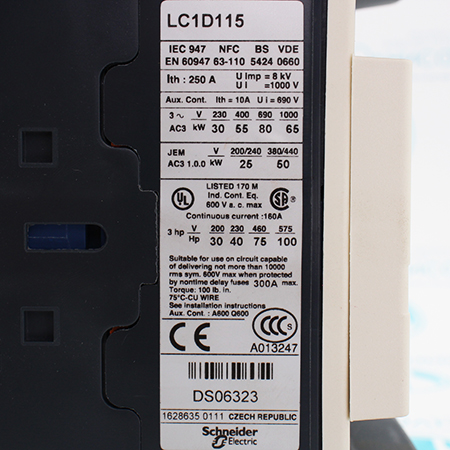 LC1D115
IEC 947 NFC BS VDE
EN 60947 63-110 5424 0660
Ith : 250 A U Imp = 8 kV
U I =1000 V
Aux. Cont. Ith = 10A U i = 690 V
3 ~ V 230 400 690 1000
AC3 kW 30 55 80 65
JEM V 200/240 380/440
AC3 1.0.0 kW 25 50
UL LISTED 170 M
Ind. Cont. Eq.
600 V a. c. max
SA
Continuous current :160A
3 hp V 200 230 460 575
Hp 30 40 75 100
Suitable for use on circuit capable
of delivering not more than 10000
rms sym. 600V max when protected
by nontime delay fuses 300A max.
Torque: 100 lb. in.
75°C-CU WIRE
See installation instructions
Aux. Contact : A600 Q600
CE CCC
A013247
DS06323
1628635 0111 CZECH REPUBLIC
Schneider
Electric